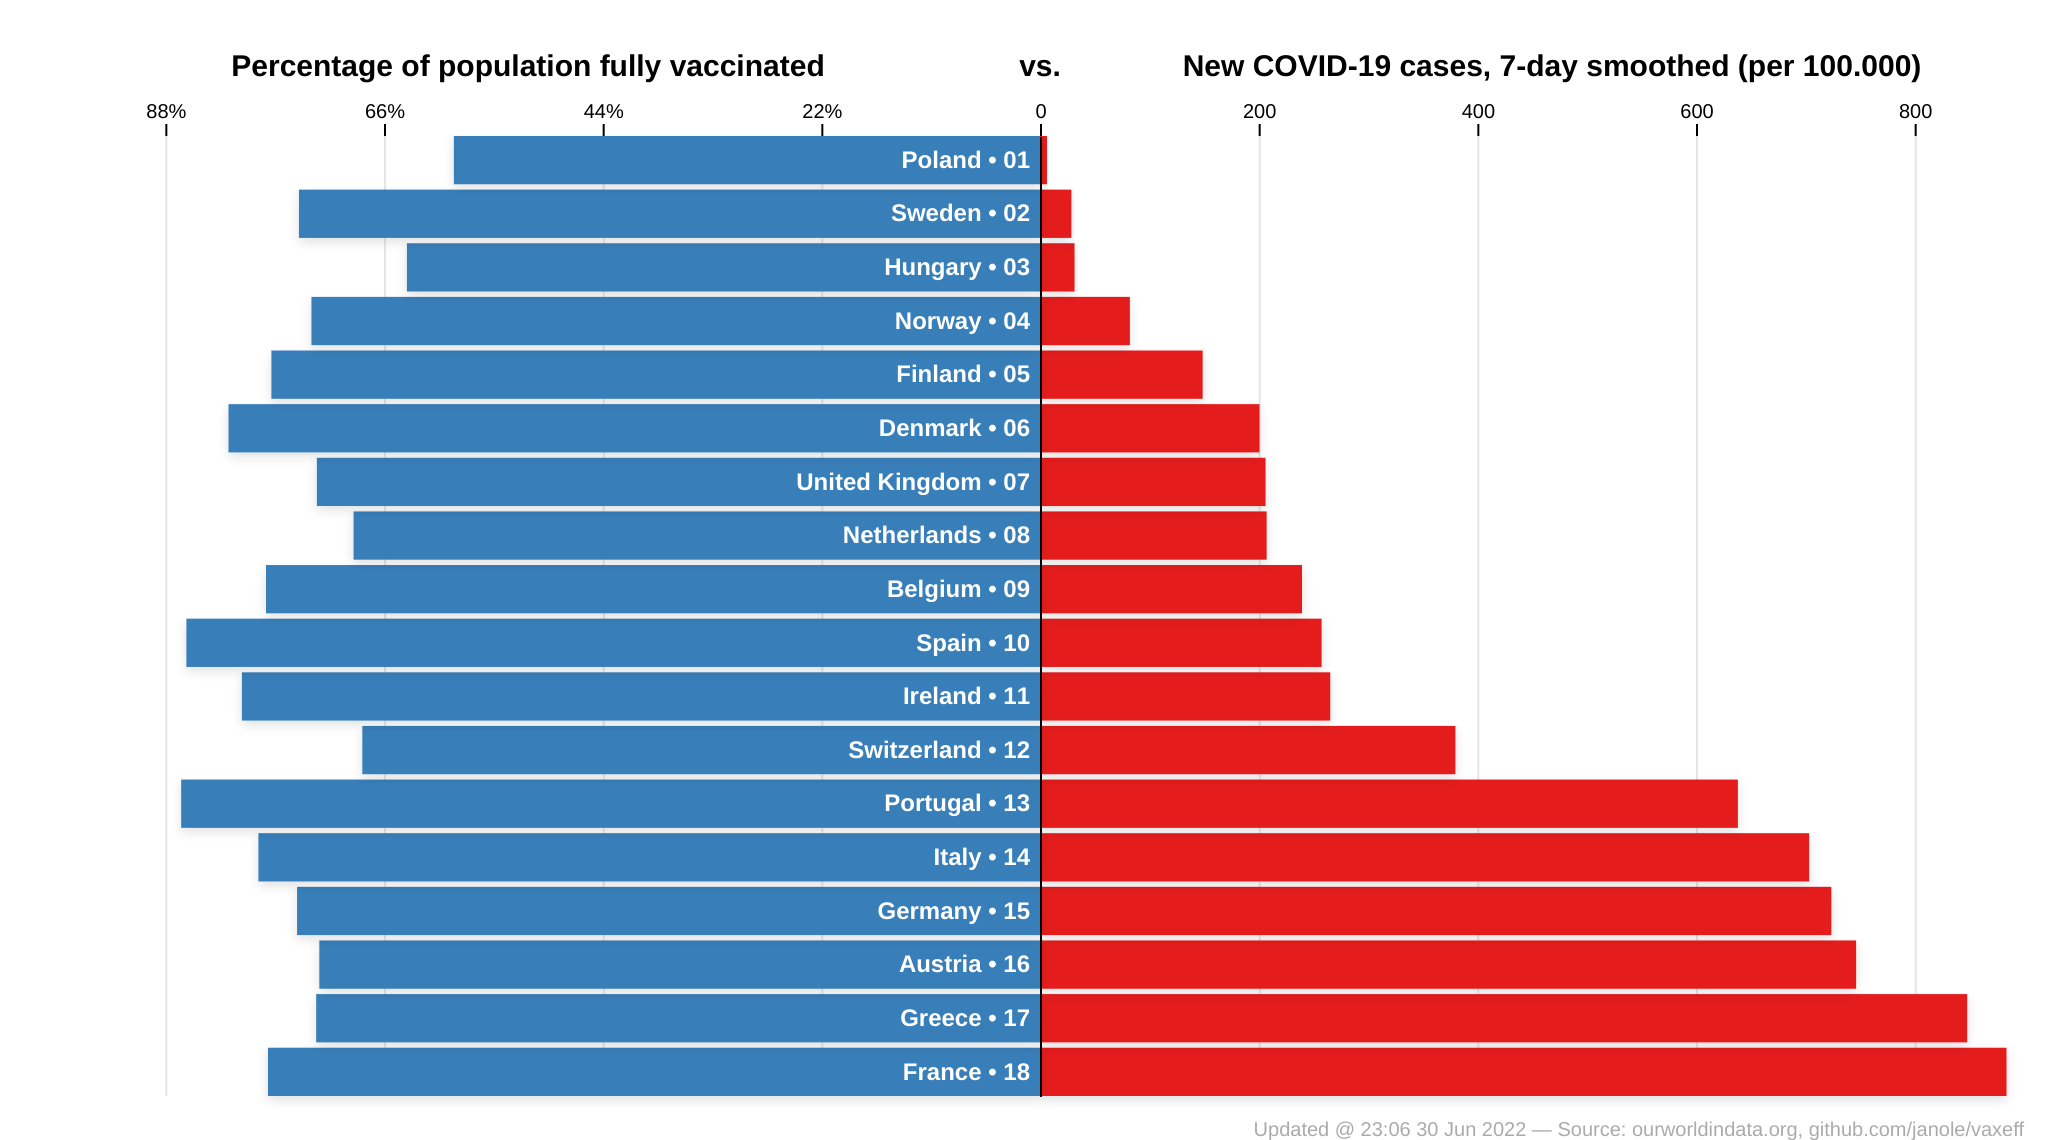 Percentage of population fully vaccinated vs. New COVID-19 cases, 7-day smoothed (per 100.000)
88% 66% 44% 22% 0 200 400 600 800
Poland • 01
Sweden • 02
Hungary • 03
Norway • 04
Finland • 05
Denmark • 06
United Kingdom • 07
Netherlands • 08
Belgium • 09
Spain • 10
Ireland • 11
Switzerland • 12
Portugal • 13
Italy • 14
Germany • 15
Austria • 16
Greece • 17
France • 18
Updated @ 23:06 30 Jun 2022 — Source: ourworldindata.org, github.com/janole/vaxeff